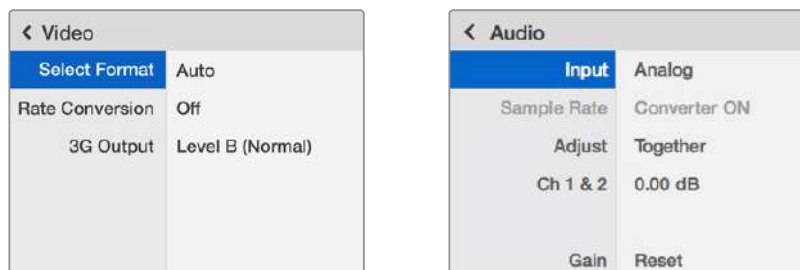 < Video
Select Format Auto
Rate Conversion Off
3G Output Level B (Normal)
< Audio
Input Analog
Sample Rate Converter ON
Adjust Together
Ch 1 & 2 0.00 dB
Gain Reset